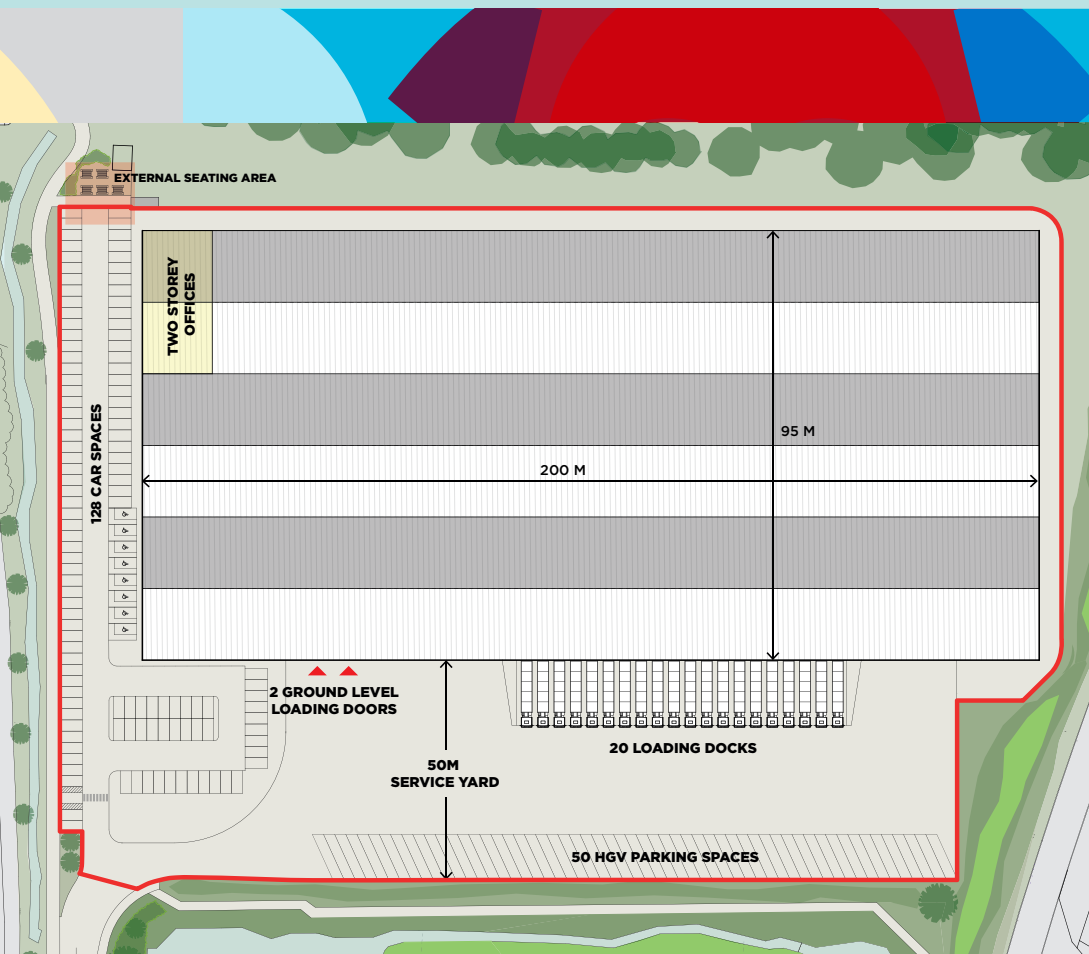 EXTERNAL SEATING AREA
TWO STOREY
OFFICES
128 CAR SPACES
95 M
200 M
2 GROUND LEVEL
LOADING DOORS
20 LOADING DOCKS
50M
SERVICE YARD
50 HGV PARKING SPACES